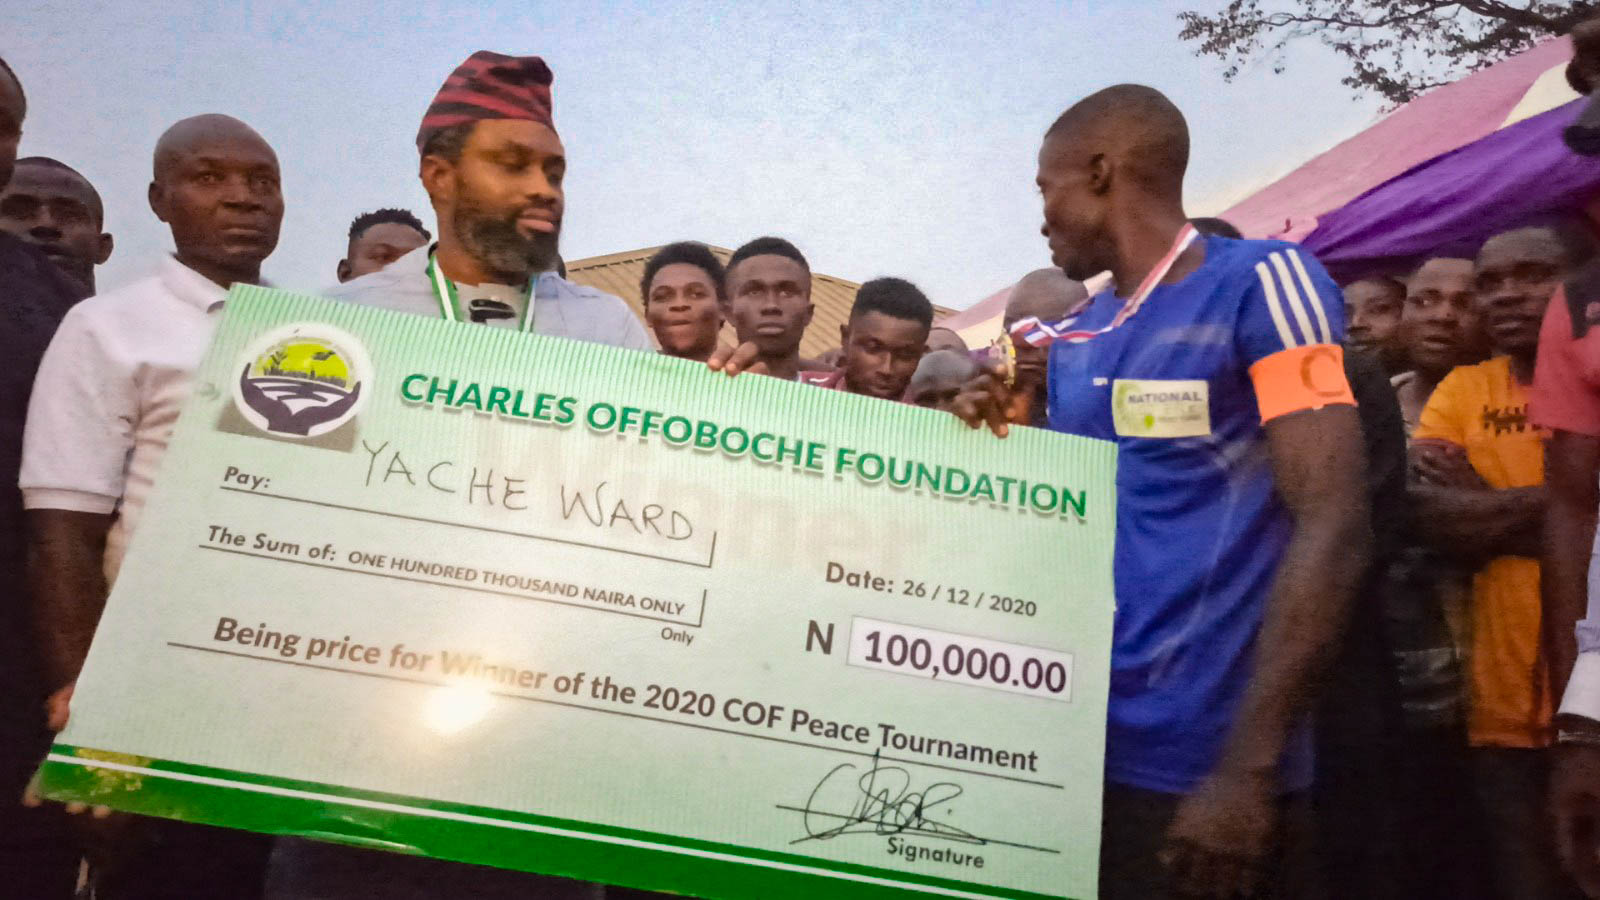 CHARLES OFFOBOCHE FOUNDATION
Pay: YACHE WARD
The Sum of: ONE HUNDRED THOUSAND NAIRA ONLY
Only
Date: 26 / 12 / 2020
N 100,000.00
Being price for Winner of the 2020 COF Peace Tournament
Signature
NATIONAL